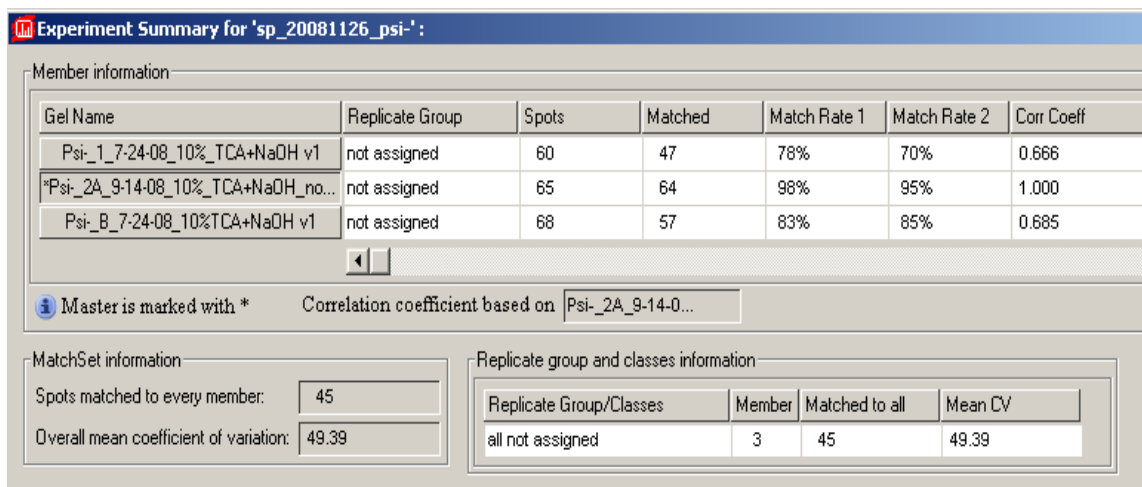 Experiment Summary for 'sp_20081126_psi-' :
Member information
Gel Name Replicate Group Spots Matched Match Rate 1 Match Rate 2 Corr Coeff
Psi-_1_7-24-08_10%_TCA+NaOH v1 not assigned 60 47 78% 70% 0.666
*Psi-_2A_9-14-08_10%_TCA+NaOH_no... not assigned 65 64 98% 95% 1.000
Psi-_B_7-24-08_10%TCA+NaOH v1 not assigned 68 57 83% 85% 0.685
Master is marked with * Correlation coefficient based on Psi-_2A_9-14-0...
MatchSet information
Spots matched to every member: 45
Overall mean coefficient of variation: 49.39
Replicate group and classes information
Replicate Group/Classes Member Matched to all Mean CV
all not assigned 3 45 49.39